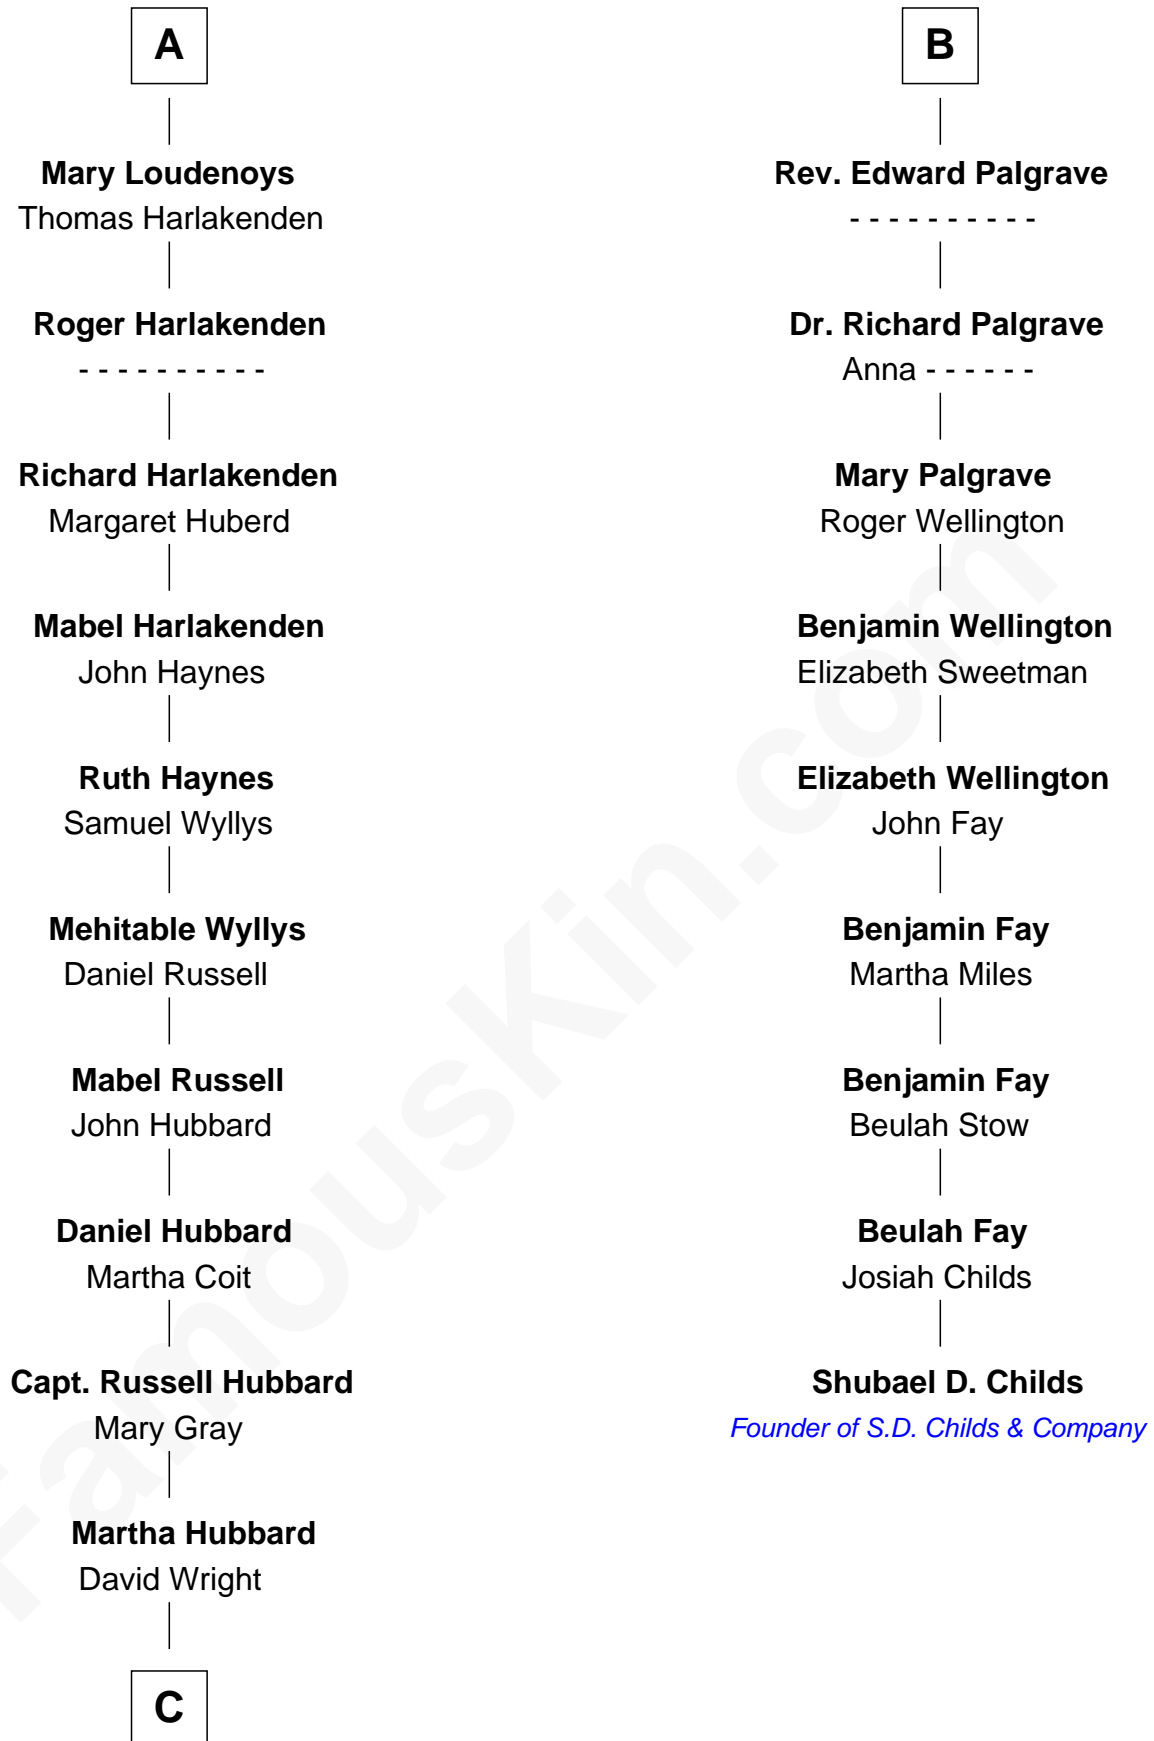 A
Mary Loudenoys
Thomas Harlakenden
Roger Harlakenden
- - - - - - - - - -
Richard Harlakenden
Margaret Huberd
Mabel Harlakenden
John Haynes
Ruth Haynes
Samuel Wyllys
Mehitable Wyllys
Daniel Russell
Mabel Russell
John Hubbard
Daniel Hubbard
Martha Coit
Capt. Russell Hubbard
Mary Gray
Martha Hubbard
David Wright
C
B
Rev. Edward Palgrave
- - - - - - - - - -
Dr. Richard Palgrave
Anna - - - - - -
Mary Palgrave
Roger Wellington
Benjamin Wellington
Elizabeth Sweetman
Elizabeth Wellington
John Fay
Benjamin Fay
Martha Miles
Benjamin Fay
Beulah Stow
Beulah Fay
Josiah Childs
Shubael D. Childs
Founder of S.D. Childs & Company
FamousKin.com